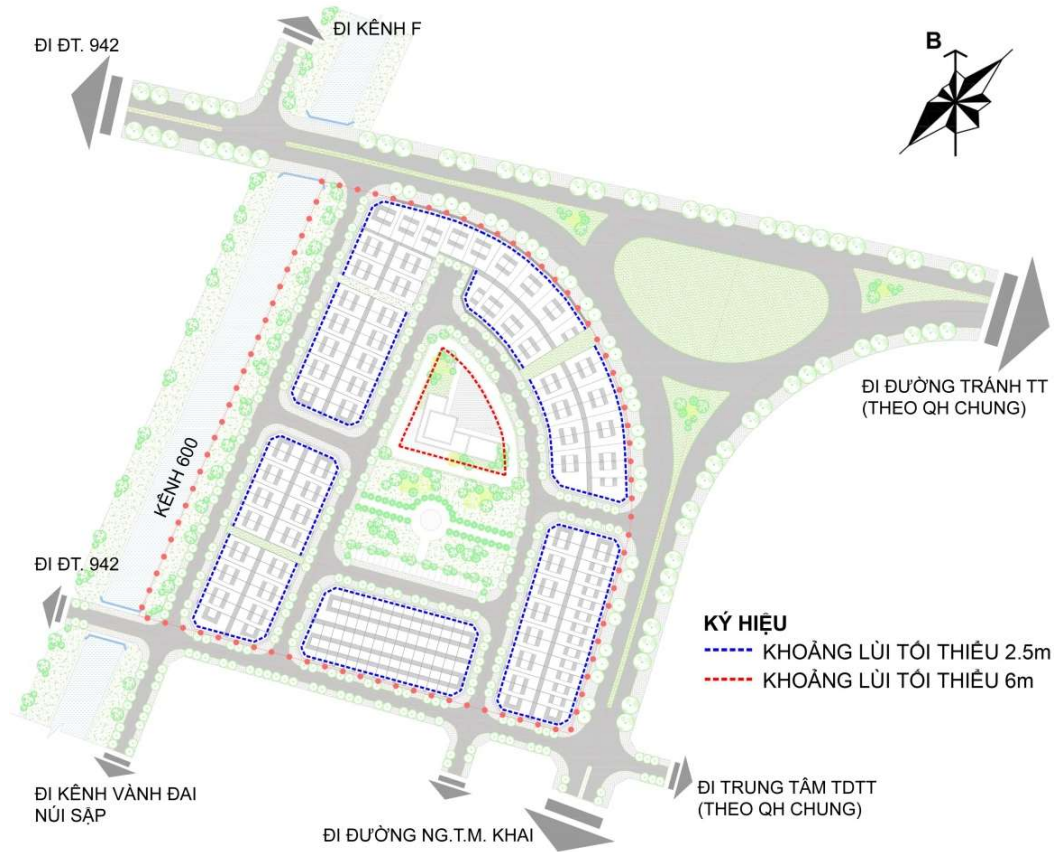 ĐI KÊNH F
ĐI ĐT. 942
B
ĐI ĐƯỜNG TRÁNH TT
(THEO QH CHUNG)
KÊNH 600
ĐI ĐT. 942
KÝ HIỆU
KHOẢNG LÙI TỐI THIỂU 2.5m
KHOẢNG LÙI TỐI THIỂU 6m
ĐI KÊNH VÀNH ĐAI
NÚI SẬP
ĐI TRUNG TÂM TDTT
(THEO QH CHUNG)
ĐI ĐƯỜNG NG.T.M. KHAI